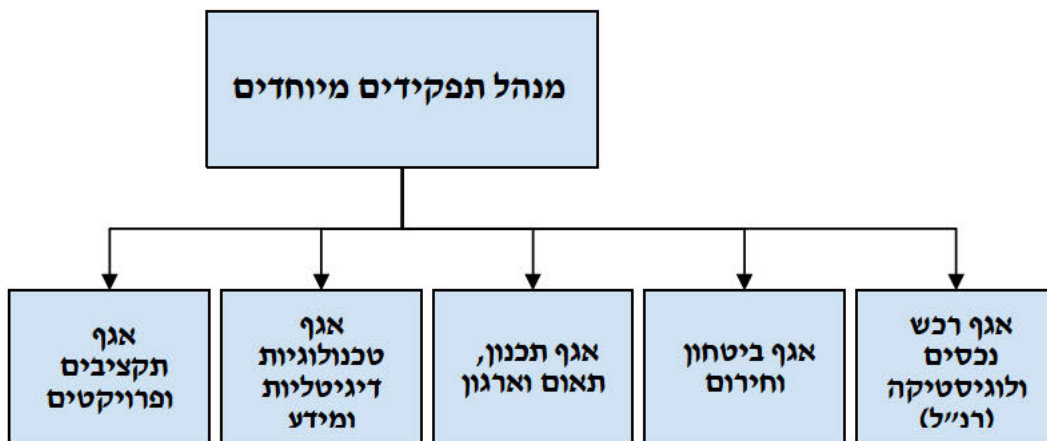 מנהל תפקידים מיוחדים
אגף רכש
נכסים
ולוגיסטיקה
(רנ״ל)
אגף ביטחון
וחירום
אגף תכנון,
תאום וארגון
אגף
טכנולוגיות
דיגיטליות
ומידע
אגף
תקציבים
ופרויקטים